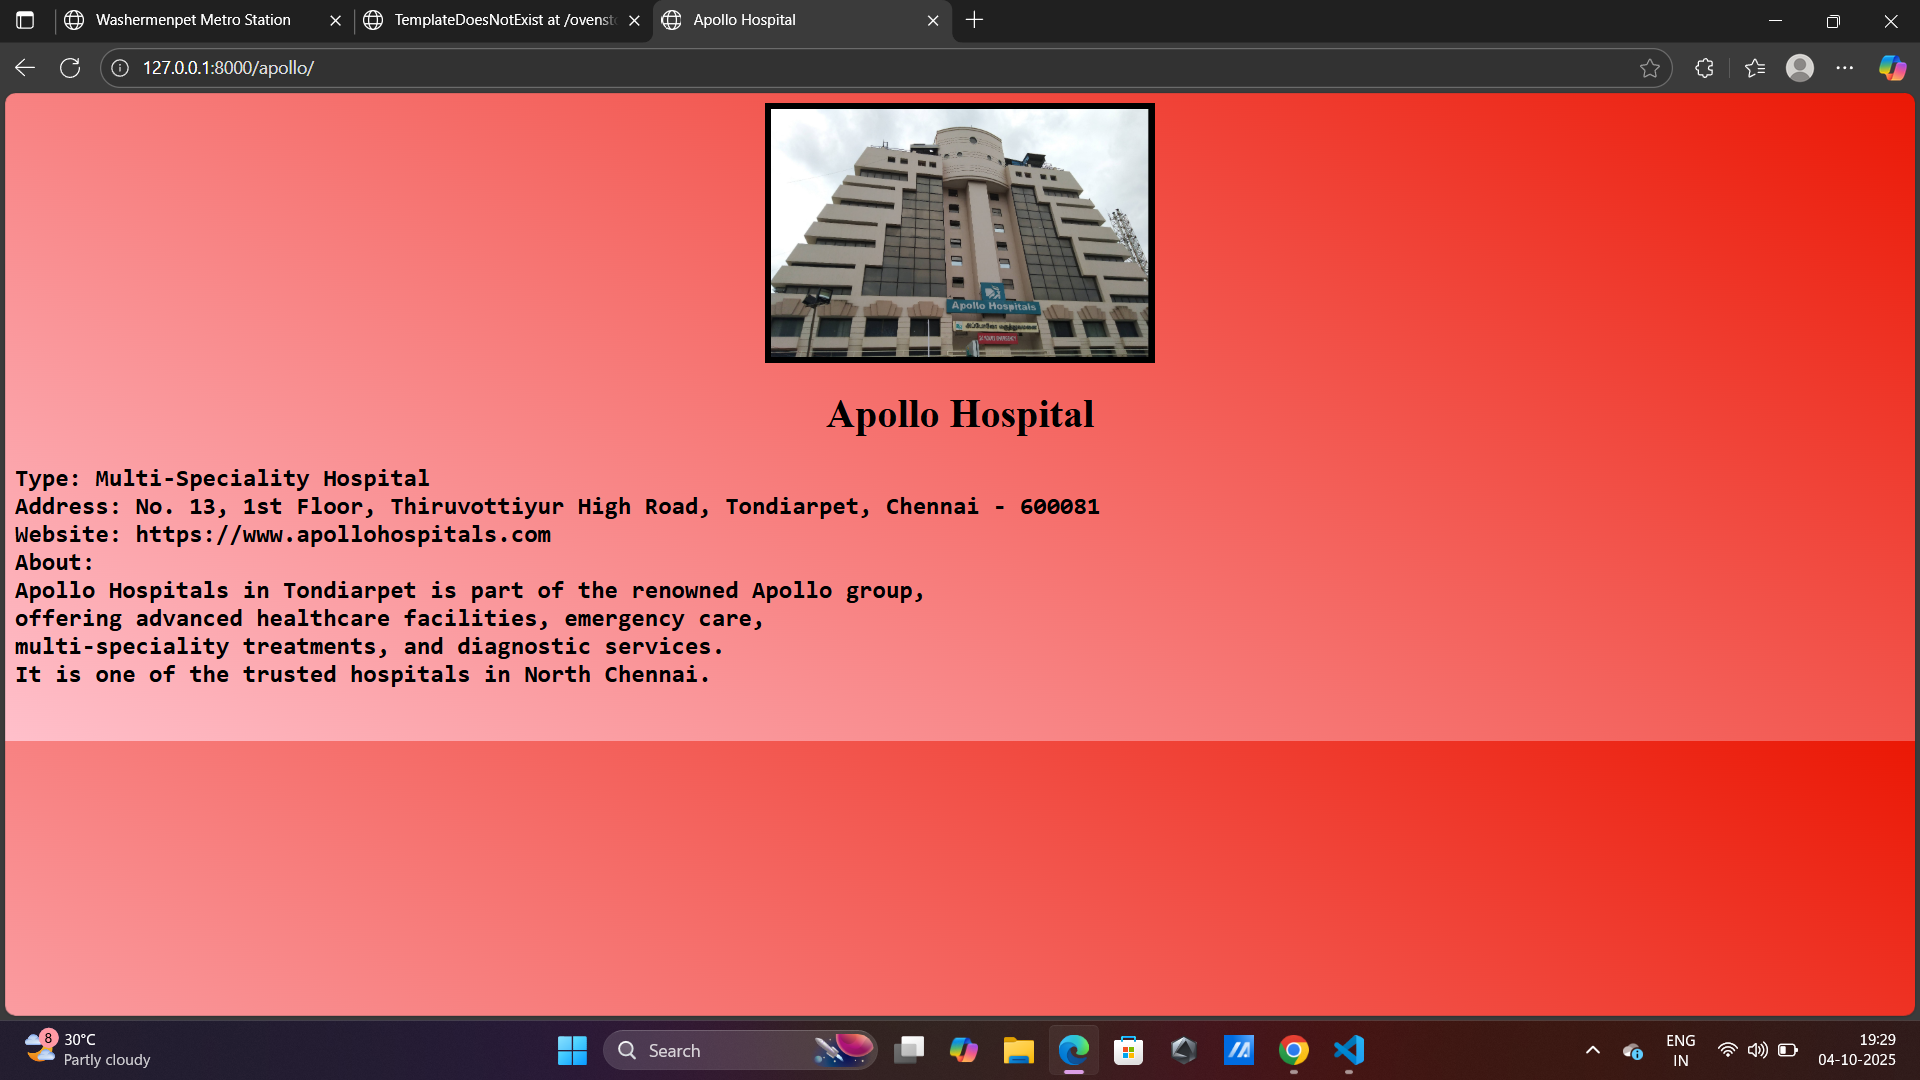 Washermenpet Metro Station
TemplateDoesNotExist at /ovensto
Apollo Hospital
127.0.0.1:8000/apollo/
Apollo Hospitals
அப்போலோ மருத்துவமனை
Apollo Hospital
Type: Multi-Speciality Hospital
Address: No. 13, 1st Floor, Thiruvottiyur High Road, Tondiarpet, Chennai - 600081
Website: https://www.apollohospitals.com
About:
Apollo Hospitals in Tondiarpet is part of the renowned Apollo group,
offering advanced healthcare facilities, emergency care,
multi-speciality treatments, and diagnostic services.
It is one of the trusted hospitals in North Chennai.
8
30°C
Partly cloudy
Search
ENG
IN
19:29
04-10-2025